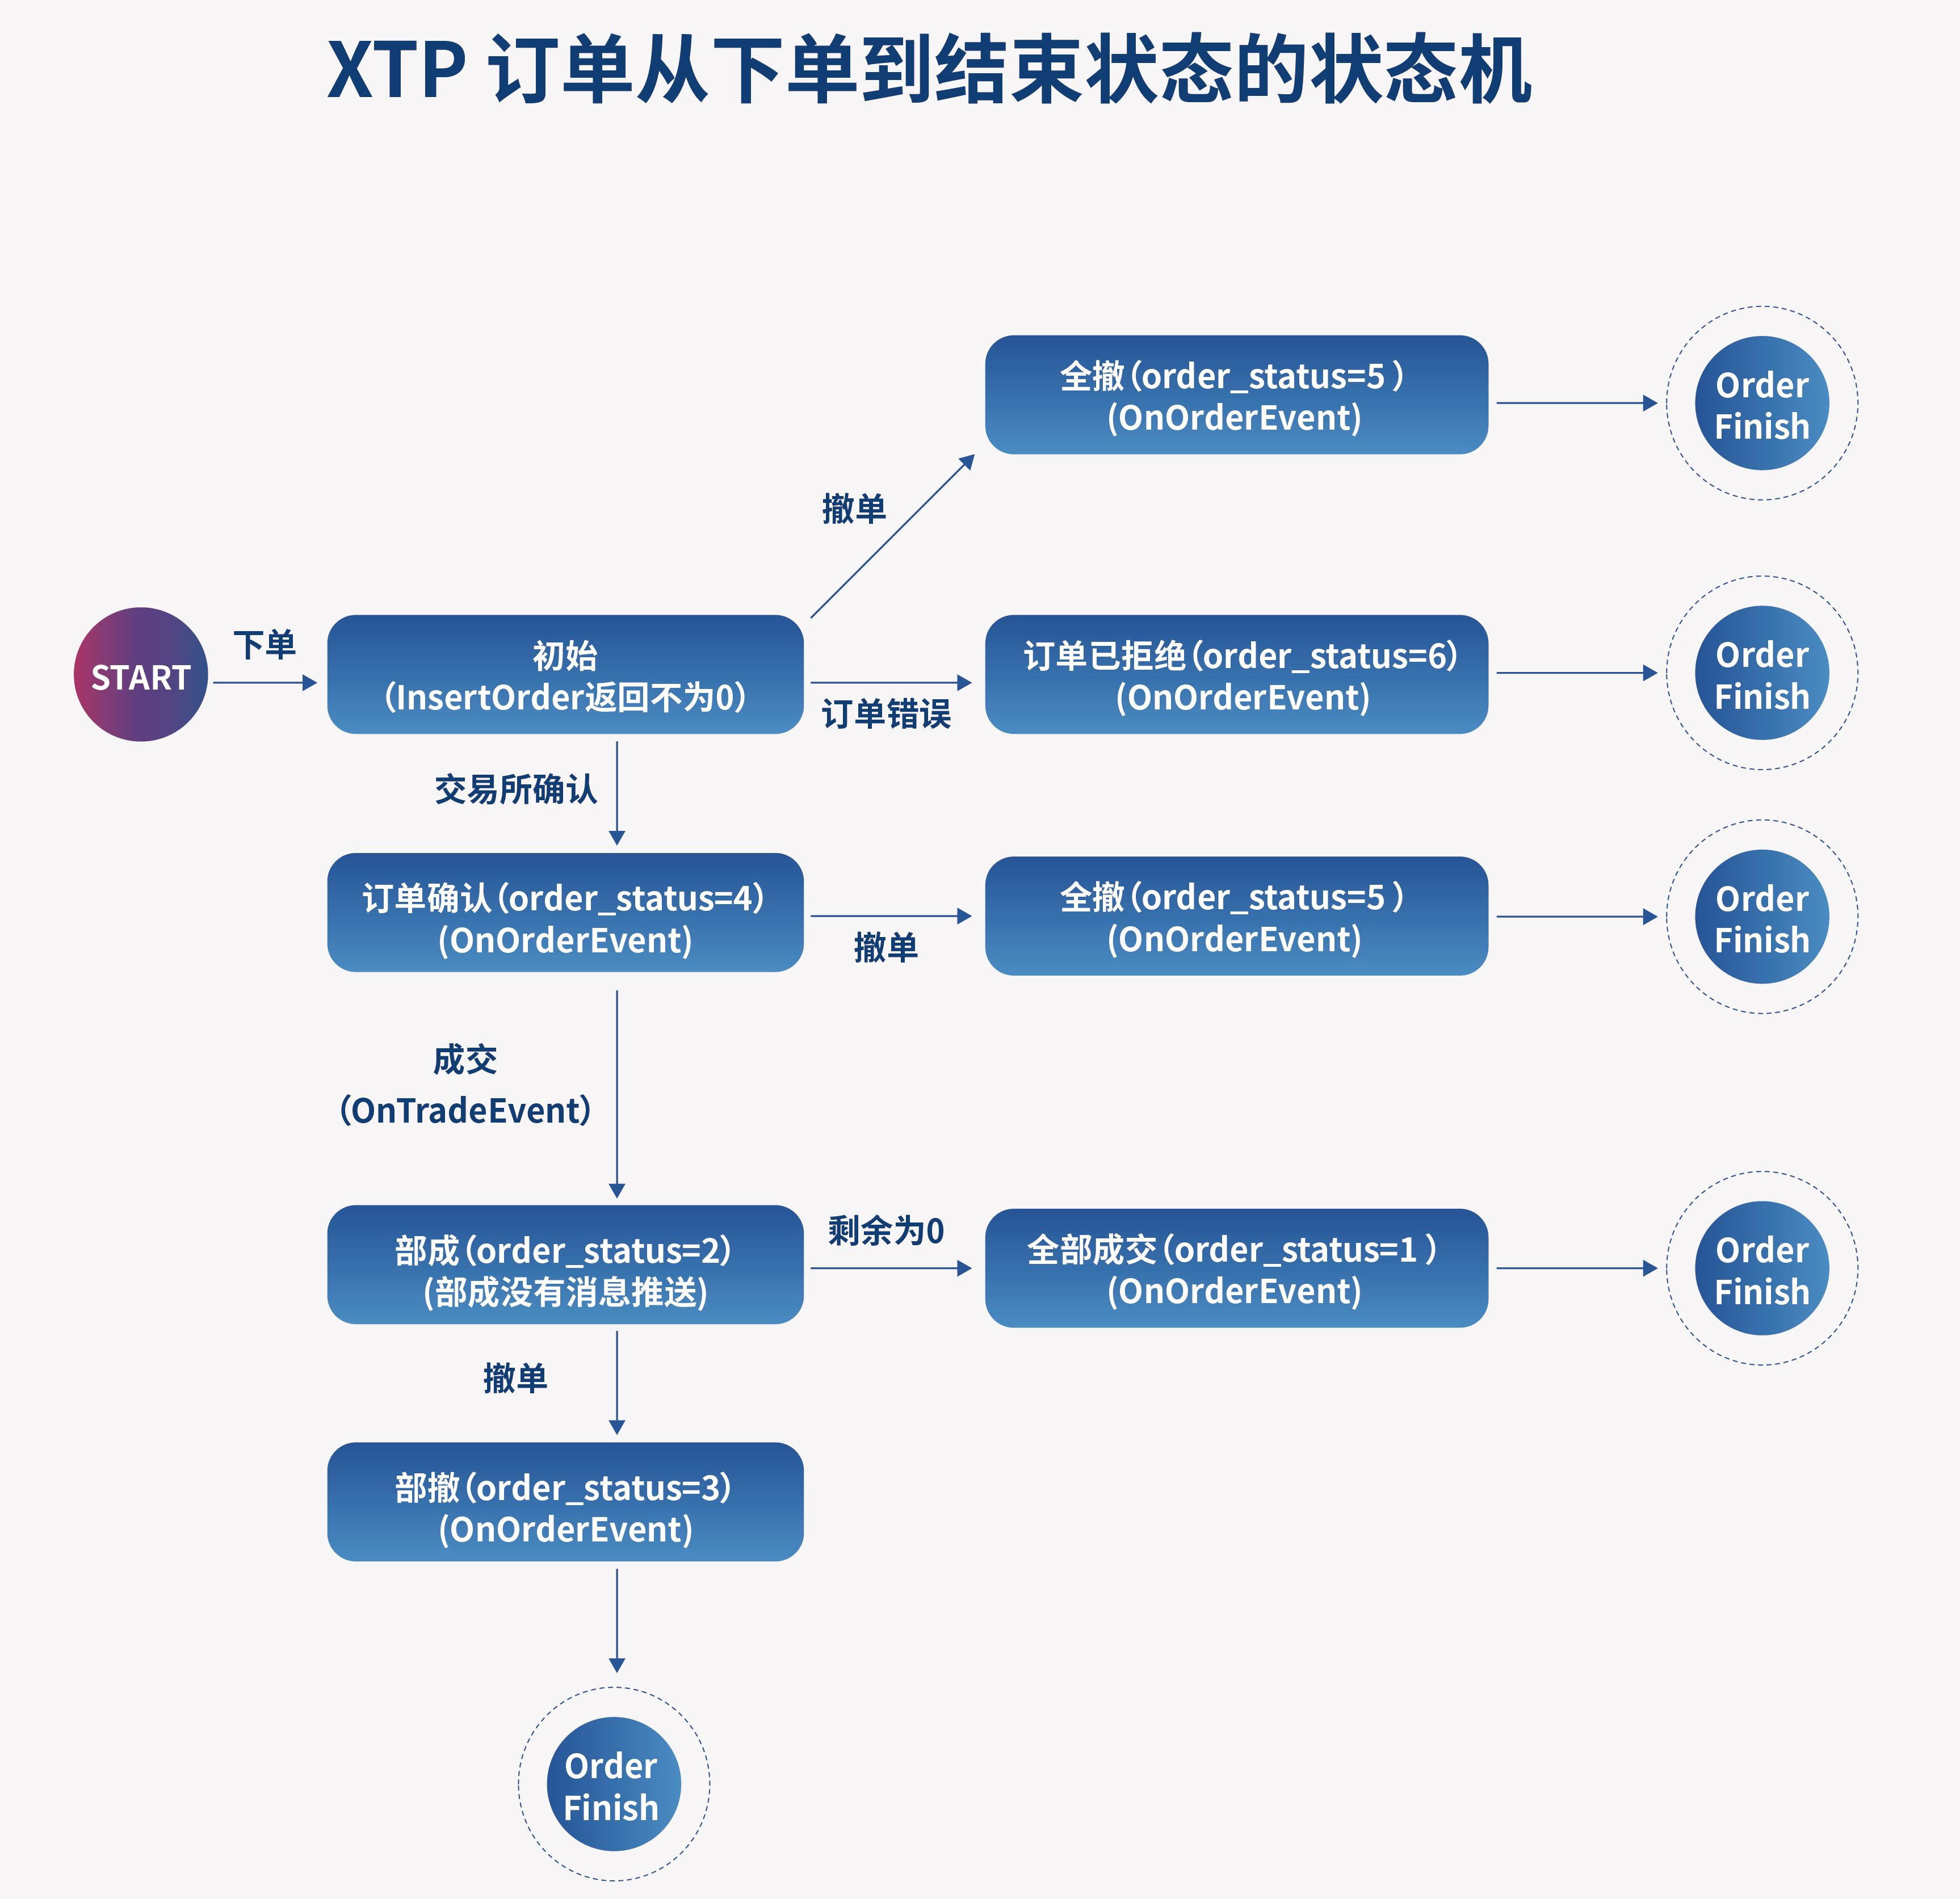 XTP 订单从下单到结束状态的状态机
全撤（order_status=5 ）
(OnOrderEvent)
Order
Finish
撤单
START
下单
初始
（InsertOrder返回不为0）
订单错误
订单已拒绝（order_status=6）
(OnOrderEvent)
Order
Finish
交易所确认
订单确认（order_status=4）
(OnOrderEvent)
撤单
全撤（order_status=5 ）
(OnOrderEvent)
Order
Finish
成交
（OnTradeEvent）
部成（order_status=2）
(部成没有消息推送)
剩余为0
全部成交（order_status=1 ）
(OnOrderEvent)
Order
Finish
撤单
部撤（order_status=3）
(OnOrderEvent)
Order
Finish